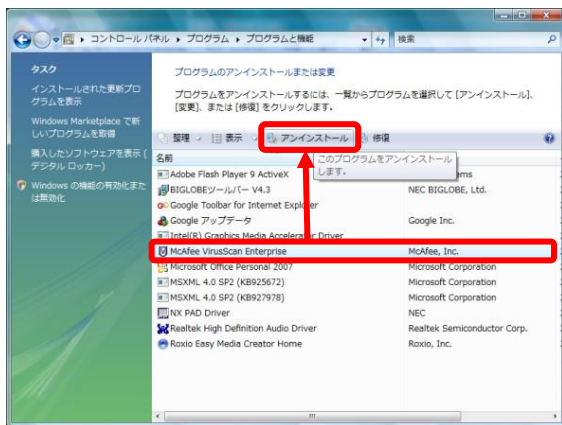 コントロール パネル ▸ プログラム ▸ プログラムと機能
検索
タスク
インストールされた更新プロ
グラムを表示
Windows Marketplace で新
しいプログラムを取得
購入したソフトウェアを表示 (
デジタル ロッカー)
Windows の機能の有効化また
は無効化
プログラムのアンインストールまたは変更
プログラムをアンインストールするには、一覧からプログラムを選択して [アンインストール]、
[変更]、または [修復] をクリックします。
整理 表示 アンインストール 修復
名前
このプログラムをアンインストール
します。
Adobe Flash Player 9 ActiveX
BIGLOBEツールバー V4.3 NEC BIGLOBE, Ltd.
Google Toolbar for Internet Explorer
Google アップデータ Google Inc.
Intel(R) Graphics Media Accelerator Driver
McAfee VirusScan Enterprise McAfee, Inc.
Microsoft Office Personal 2007 Microsoft Corporation
MSXML 4.0 SP2 (KB925672) Microsoft Corporation
MSXML 4.0 SP2 (KB927978) Microsoft Corporation
NX PAD Driver NEC
Realtek High Definition Audio Driver Realtek Semiconductor Corp.
Roxio Easy Media Creator Home Roxio, Inc.